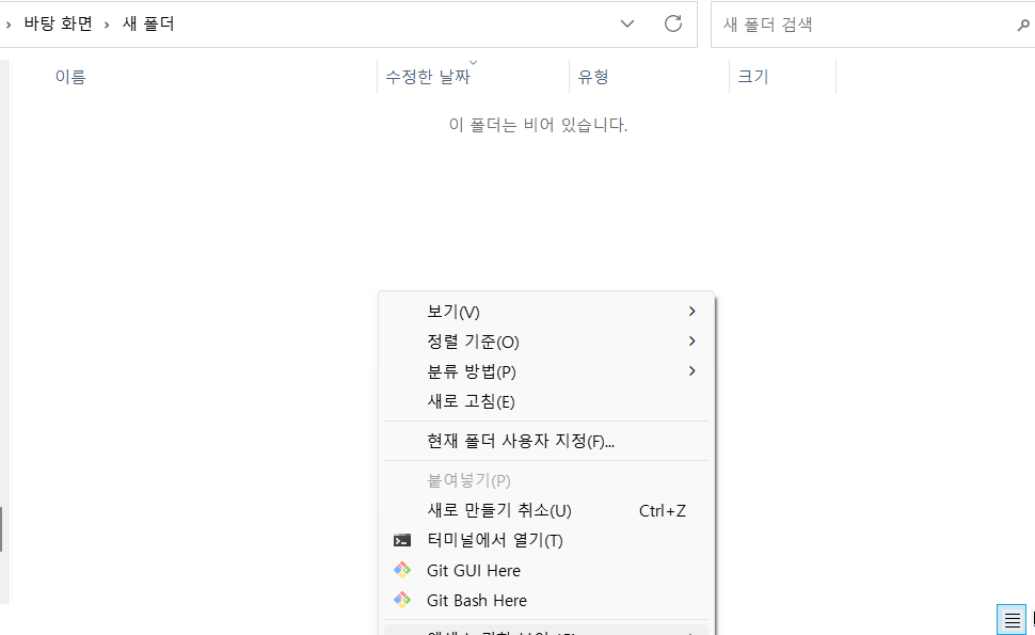 바탕 화면 새 폴더
새 폴더 검색
이름 수정한 날짜 유형 크기
이 폴더는 비어 있습니다.
보기(V)
정렬 기준(O)
분류 방법(P)
새로 고침(E)
현재 폴더 사용자 지정(F)...
붙여넣기(P)
새로 만들기 취소(U) Ctrl+Z
터미널에서 열기(T)
Git GUI Here
Git Bash Here